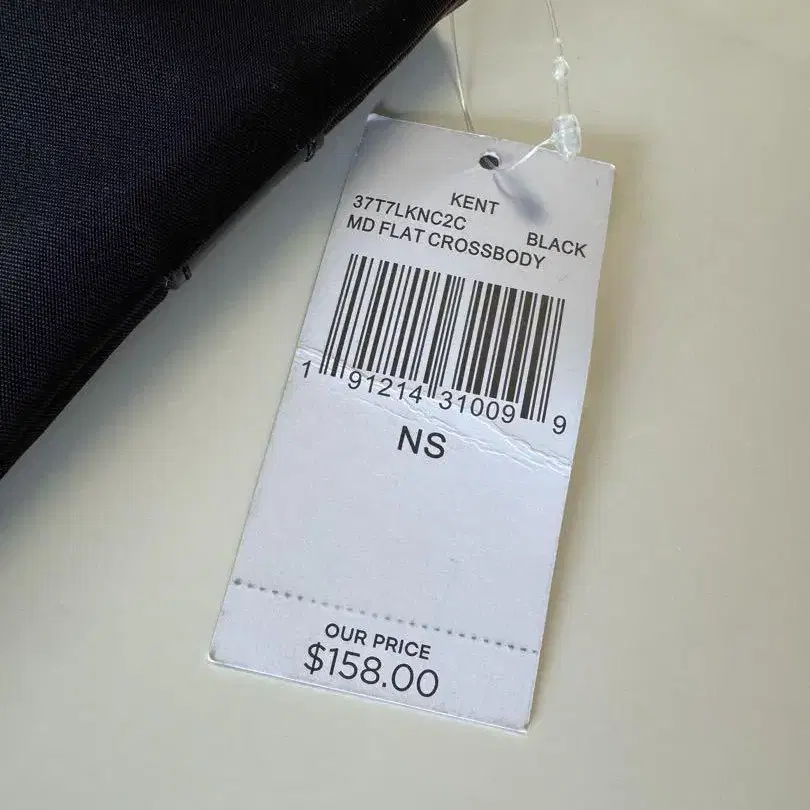 KENT
37T7LKNC2C BLACK
MD FLAT CROSSBODY
1 91214 31009 9
NS
OUR PRICE
$158.00